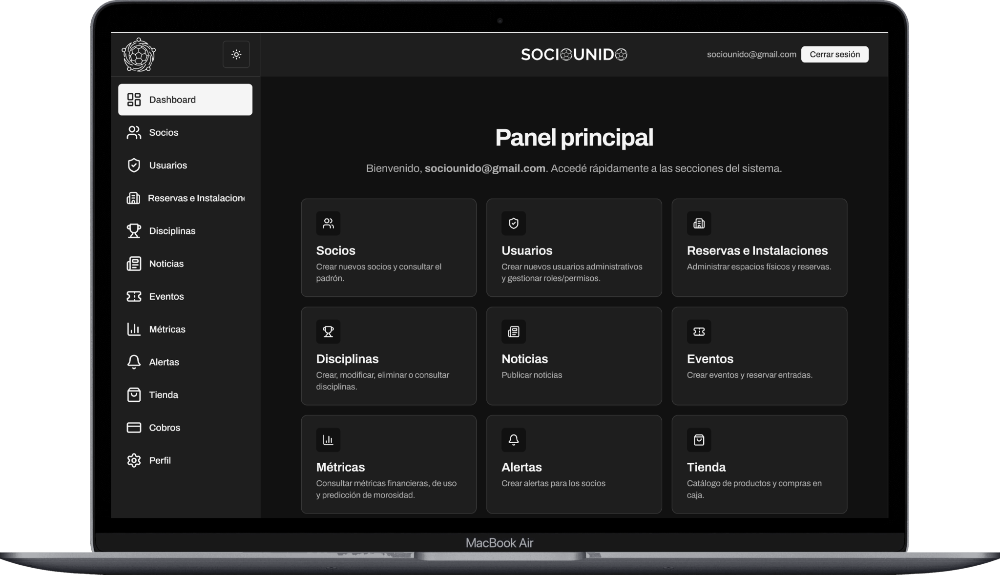 SOCIOUNIDO
sociounido@gmail.com
Cerrar sesión
Dashboard
Socios
Usuarios
Reservas e Instalacion
Disciplinas
Noticias
Eventos
Métricas
Alertas
Tienda
Cobros
Perfil
Panel principal
Bienvenido, sociounido@gmail.com. Accedé rápidamente a las secciones del sistema.
Socios
Crear nuevos socios y consultar el
padrón.
Usuarios
Crear nuevos usuarios administrativos
y gestionar roles/permisos.
Reservas e Instalaciones
Administrar espacios físicos y reservas.
Disciplinas
Crear, modificar, eliminar o consultar
disciplinas.
Noticias
Publicar noticias
Eventos
Crear eventos y reservar entradas.
Métricas
Consultar métricas financieras, de uso
y predicción de morosidad.
Alertas
Crear alertas para los socios
Tienda
Catálogo de productos y compras en
caja.
MacBook Air